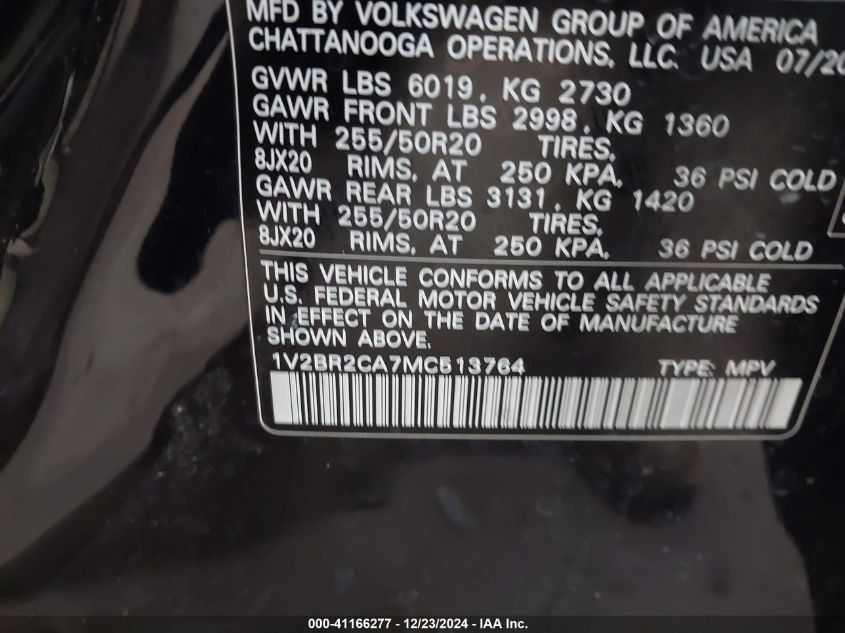 MFD BY VOLKSWAGEN GROUP OF AMERICA
CHATTANOOGA OPERATIONS, LLC. USA 07/20
GVWR LBS 6019, KG 2730
GAWR FRONT LBS 2998, KG 1360
WITH 255/50R20 TIRES,
8JX20 RIMS, AT 250 KPA, 36 PSI COLD
GAWR REAR LBS 3131, KG 1420
WITH 255/50R20 TIRES,
8JX20 RIMS, AT 250 KPA, 36 PSI COLD
THIS VEHICLE CONFORMS TO ALL APPLICABLE
U.S. FEDERAL MOTOR VEHICLE SAFETY STANDARDS
IN EFFECT ON THE DATE OF MANUFACTURE
SHOWN ABOVE.
1V2BR2CA7MC513764 TYPE: MPV
000-41166277 - 12/23/2024 - IAA Inc.